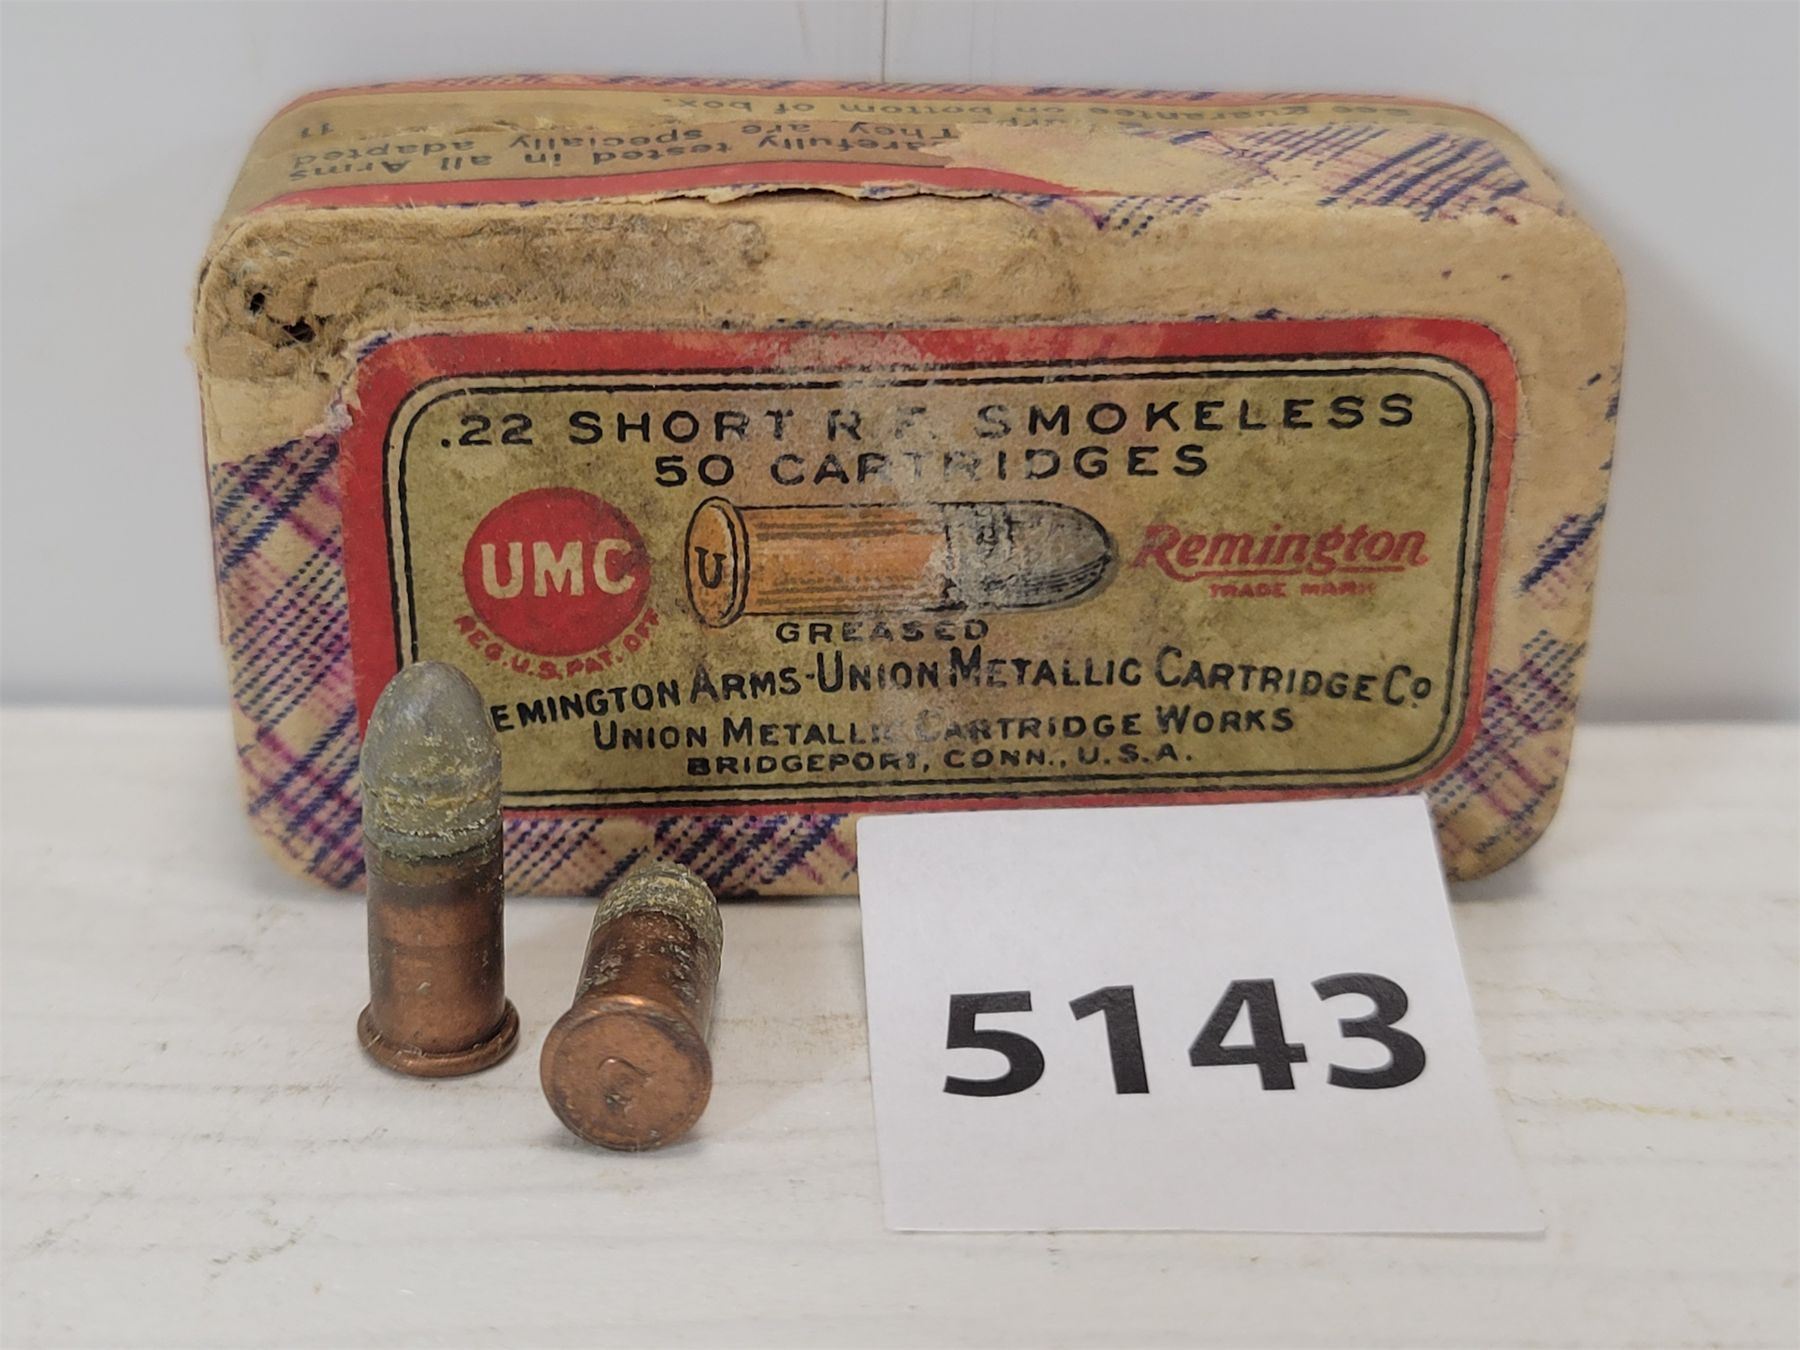 See guarantee on bottom of box.
They are specially adapted
carefully tested in all Arms
.22 SHORT R.F. SMOKELESS
50 CARTRIDGES
UMC
REG. U.S. PAT. OFF.
U
Remington
TRADE MARK
GREASED
EMINGTON ARMS-UNION METALLIC CARTRIDGE CO
UNION METALLIC CARTRIDGE WORKS
BRIDGEPORT, CONN., U.S.A.
5143